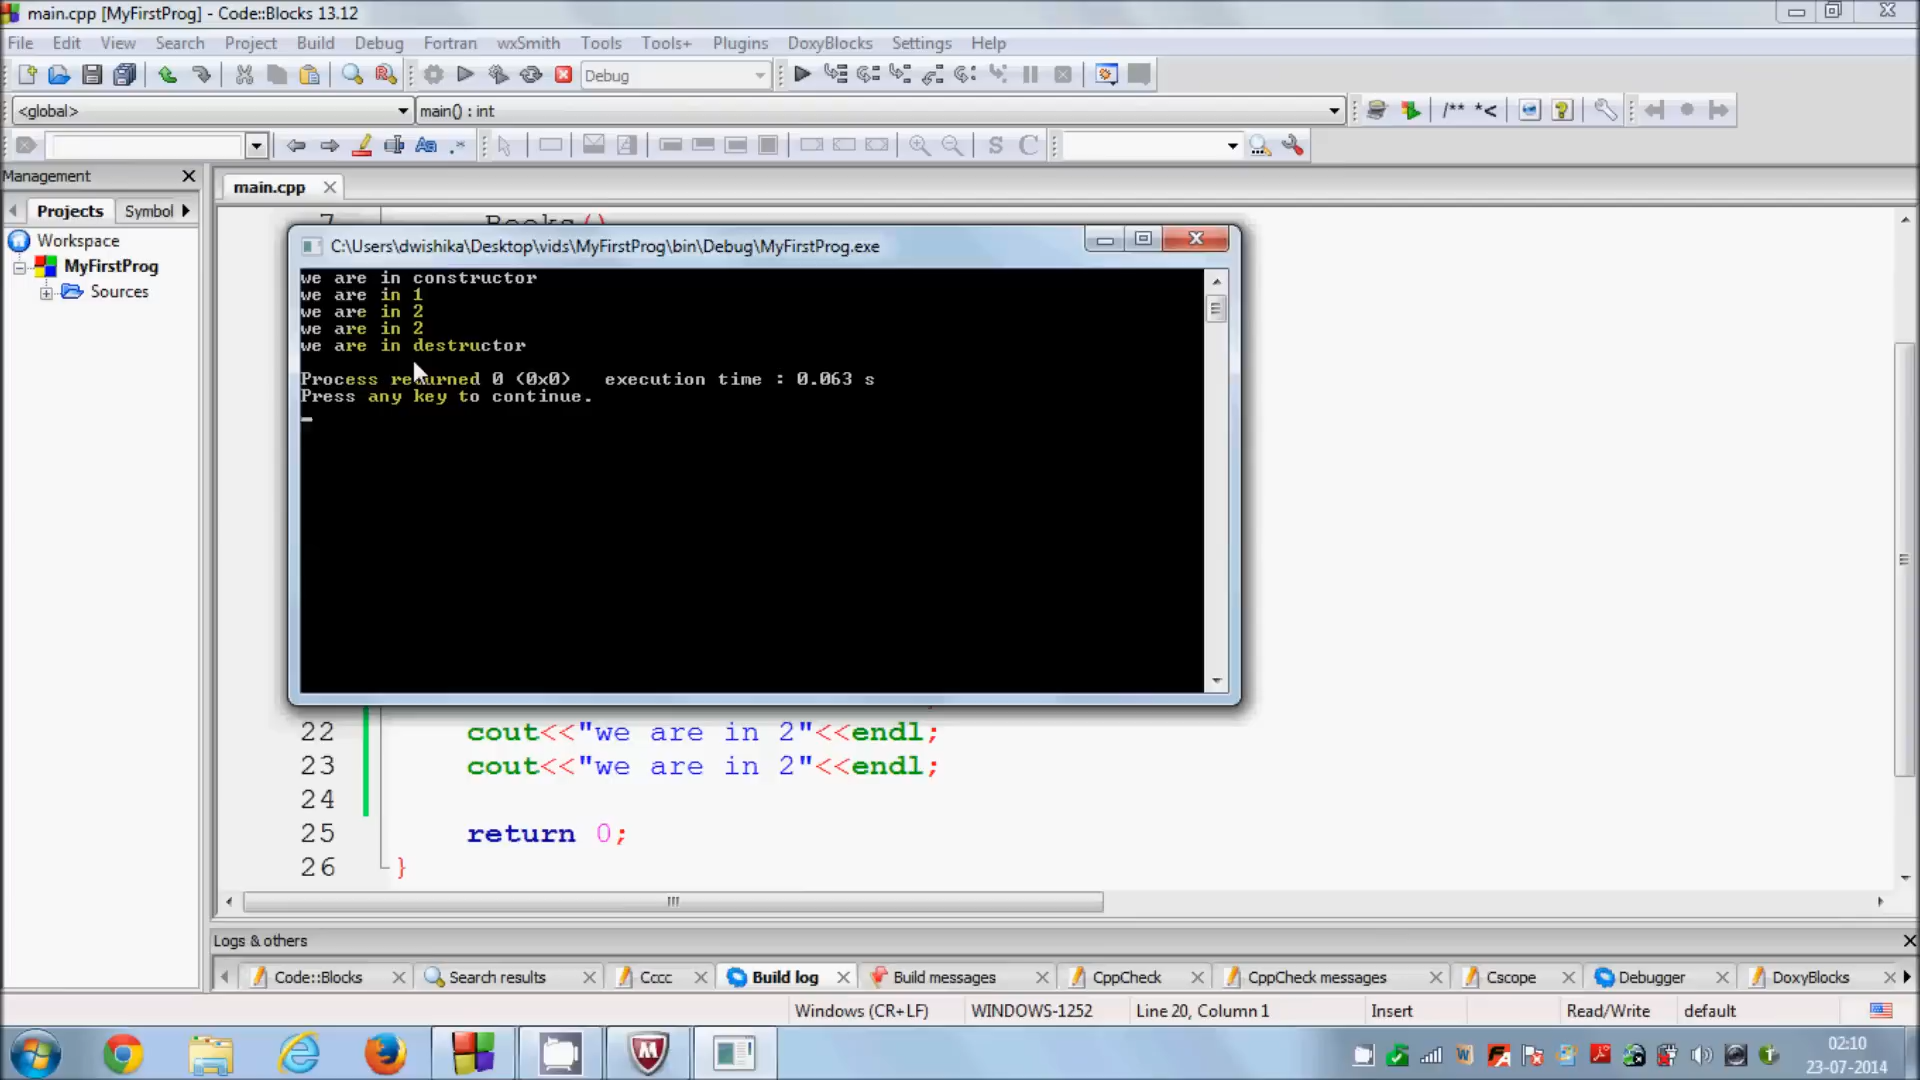 main.cpp [MyFirstProg] - Code::Blocks 13.12
File Edit View Search Project Build Debug Fortran wxSmith Tools Tools+ Plugins DoxyBlocks Settings Help
Debug
<global> main() : int
/** *<
S C
Management
main.cpp
Projects Symbol
Workspace
MyFirstProg
Sources
7 Books()
C:\Users\dwishika\Desktop\vids\MyFirstProg\bin\Debug\MyFirstProg.exe
we are in constructor
we are in 1
we are in 2
we are in 2
we are in destructor
Process returned 0 (0x0)   execution time : 0.063 s
Press any key to continue.
22 cout<<"we are in 2"<<endl;
23 cout<<"we are in 2"<<endl;
24
25 return 0;
26 }
Logs & others
Code::Blocks Search results Cccc Build log Build messages CppCheck CppCheck messages Cscope Debugger DoxyBlocks
Windows (CR+LF) WINDOWS-1252 Line 20, Column 1 Insert Read/Write default
02:10
23-07-2014